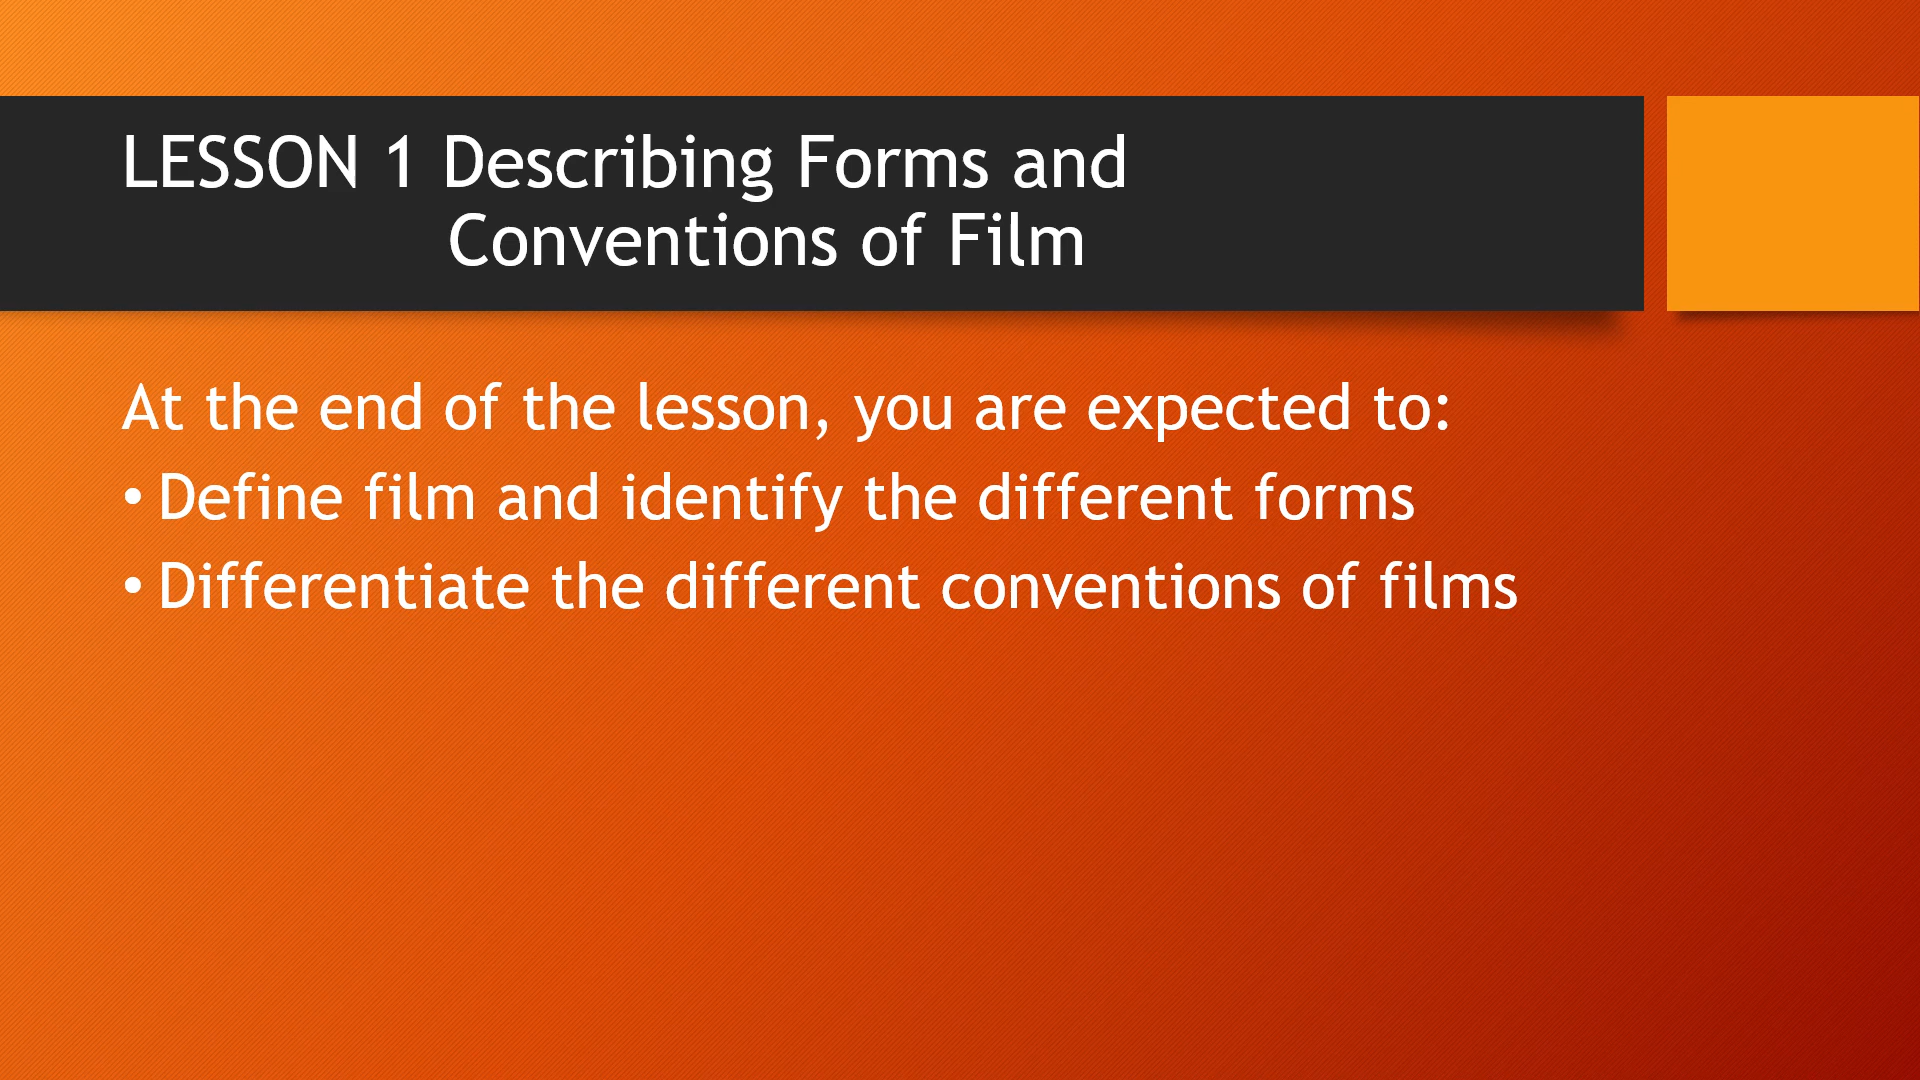 LESSON 1 Describing Forms and
Conventions of Film
At the end of the lesson, you are expected to:
• Define film and identify the different forms
• Differentiate the different conventions of films